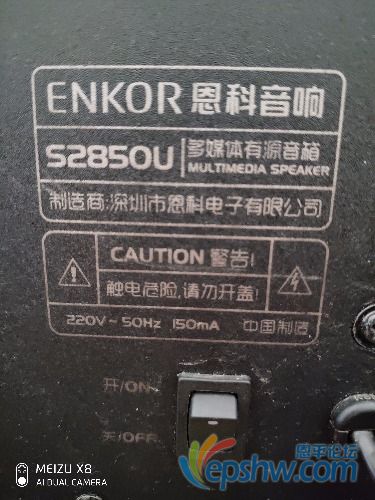 ENKOR 恩科音响
S2850U 多媒体有源音箱
MULTIMEDIA SPEAKER
制造商:深圳市恩科电子有限公司
CAUTION 警告!
触电危险,请勿开盖!
220V~50Hz 150mA 中国制造
开/ON
关/OFF
MEIZU X8
AI DUAL CAMERA
恩平论坛
epshw.com